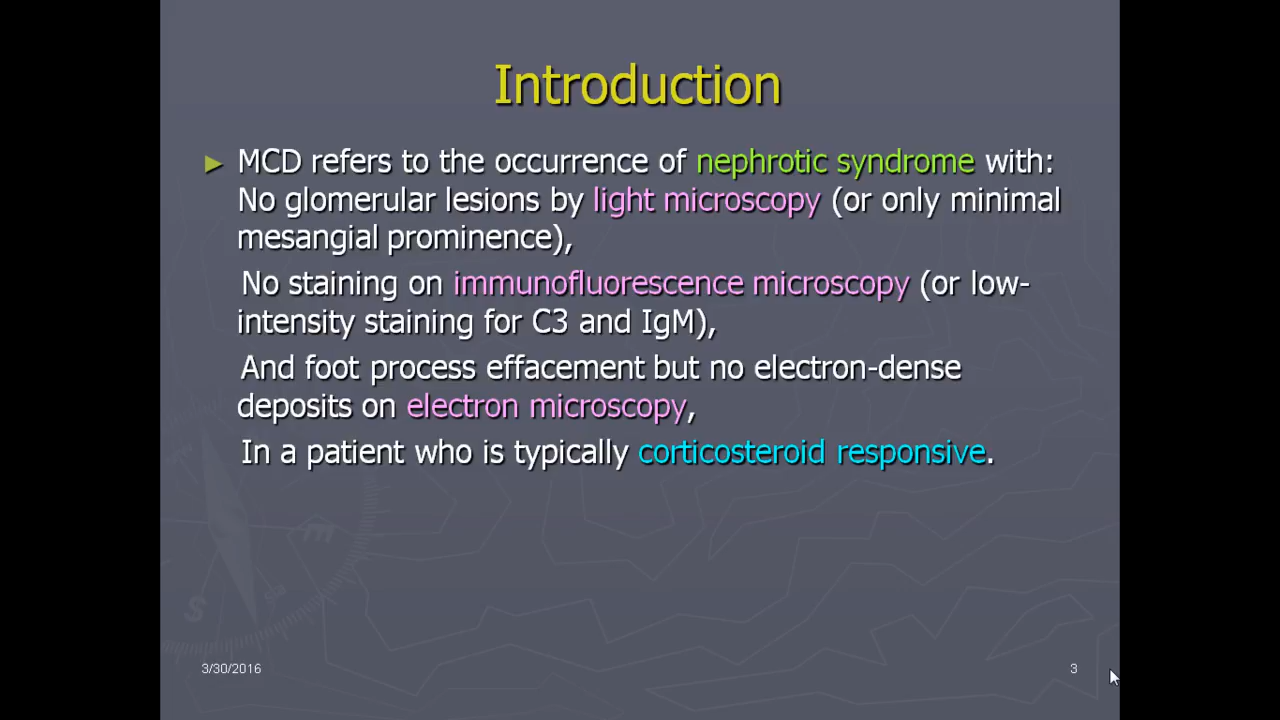 Introduction
► MCD refers to the occurrence of nephrotic syndrome with:
No glomerular lesions by light microscopy (or only minimal
mesangial prominence),
No staining on immunofluorescence microscopy (or low-
intensity staining for C3 and IgM),
And foot process effacement but no electron-dense
deposits on electron microscopy,
In a patient who is typically corticosteroid responsive.
3/30/2016
3